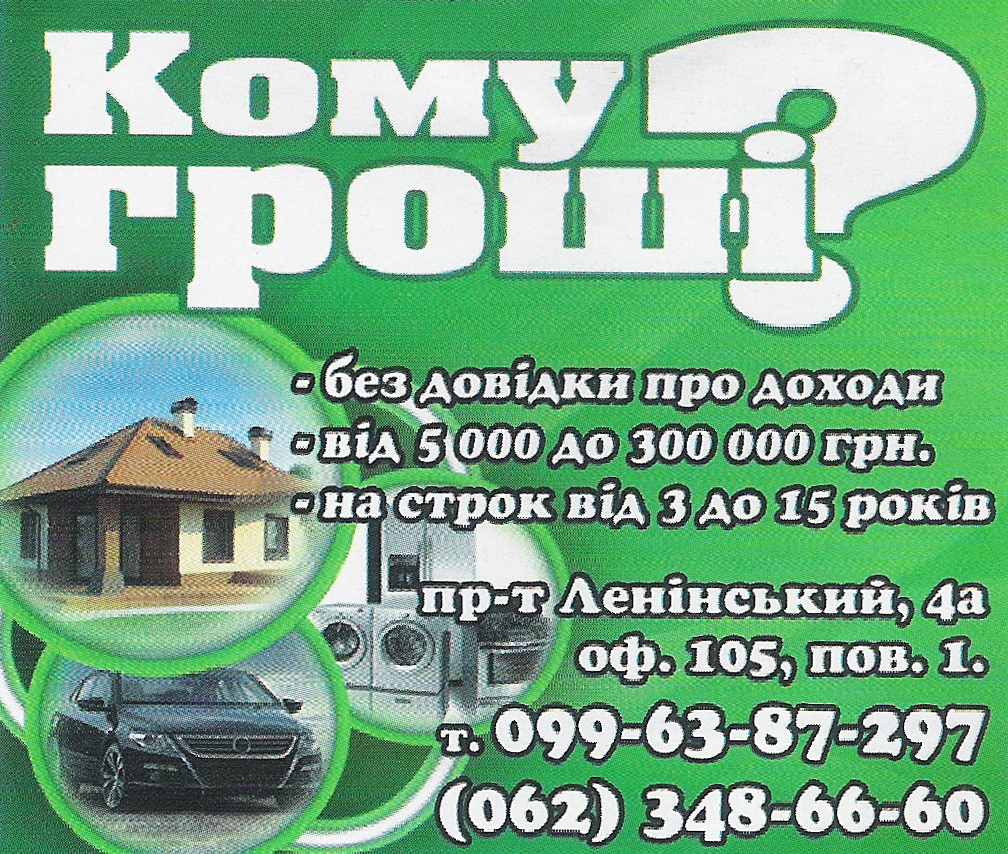 Кому
гроші?
- без довідки про доходи
- від 5 000 до 300 000 грн.
- на строк від 3 до 15 років
пр-т Ленінський, 4а
оф. 105, пов. 1.
т. 099-63-87-297
(062) 348-66-60